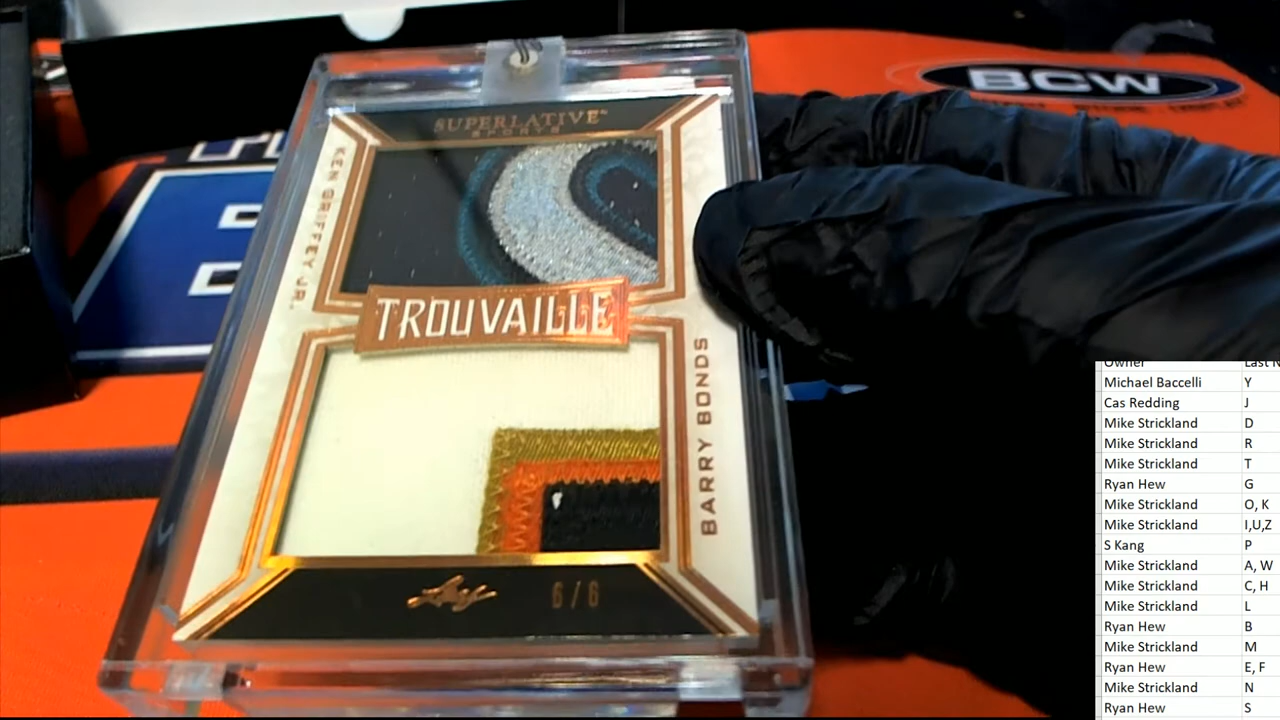 BCW
SUPERLATIVE
SPORTS
KEN GRIFFEY JR.
TROUVAILLE
BARRY BONDS
Leaf
6/6
Owner
Michael Baccelli Y
Cas Redding J
Mike Strickland D
Mike Strickland R
Mike Strickland T
Ryan Hew G
Mike Strickland O, K
Mike Strickland I,U,Z
S Kang P
Mike Strickland A, W
Mike Strickland C, H
Mike Strickland L
Ryan Hew B
Mike Strickland M
Ryan Hew E, F
Mike Strickland N
Ryan Hew S